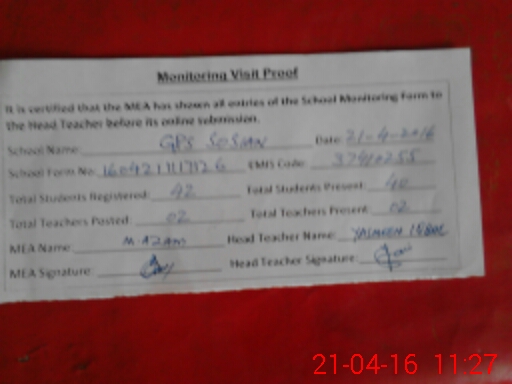 Monitoring Visit Proof
It is certified that the MEA has shown all entries of the School Monitoring Form to
the Head Teacher before its online submission.
School Name: GPS SOSIAN Date: 21-4-2016
School Form No: EMIS Code:
Total Students Registered: 42 Total Students Present: 40
Total Teachers Posted: 02 Total Teachers Present: 02
MEA Name: M AZAM Head Teacher Name: YASMEEN
MEA Signature: Head Teacher Signature:
21-04-16 11:27